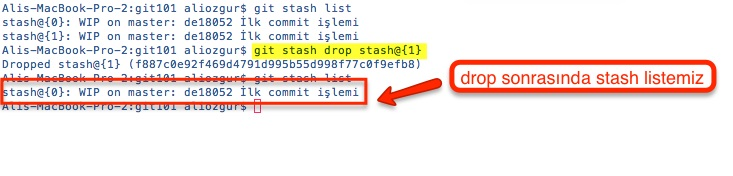 Alis-MacBook-Pro-2:git101 aliozgur$ git stash list
stash@{0}: WIP on master: de18052 İlk commit işlemi
stash@{1}: WIP on master: de18052 İlk commit işlemi
Alis-MacBook-Pro-2:git101 aliozgur$ git stash drop stash@{1}
Dropped stash@{1} (f887c0e92f469d4791d995b55d998f77c0f9efb8)
Alis-MacBook-Pro-2:git101 aliozgur$ git stash list
stash@{0}: WIP on master: de18052 İlk commit işlemi
Alis-MacBook-Pro-2:git101 aliozgur$
drop sonrasında stash listemiz